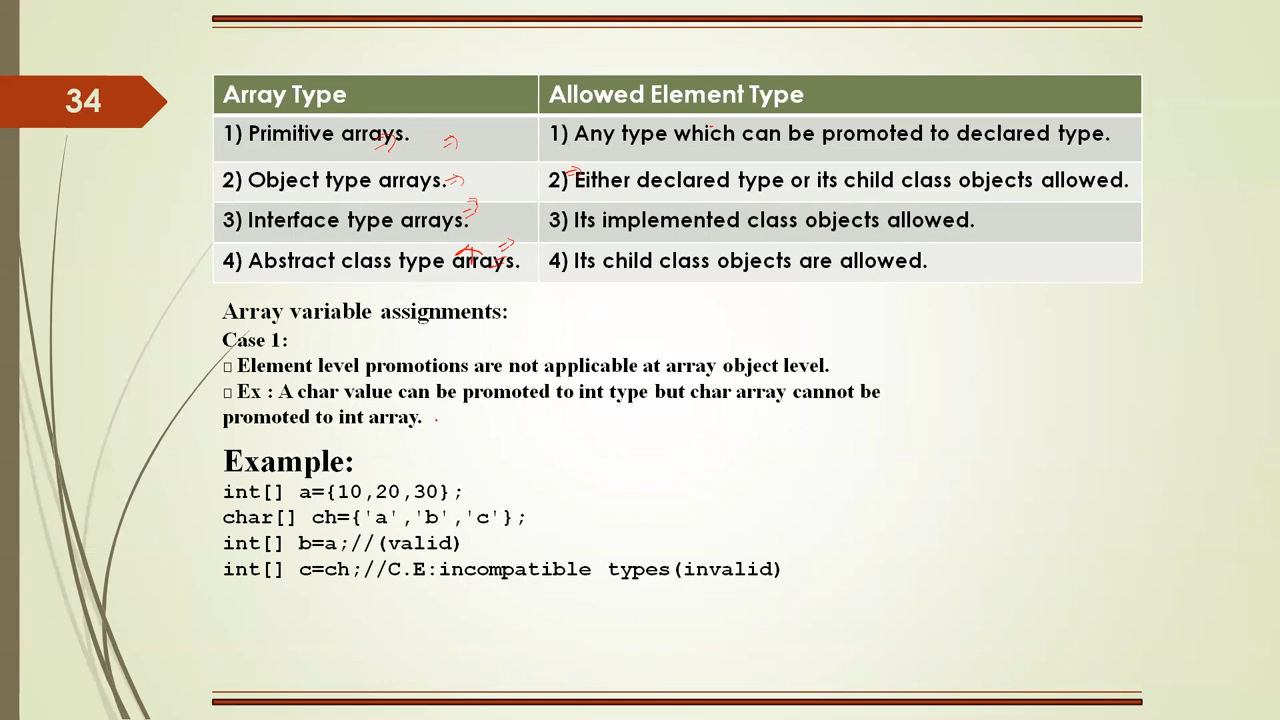 34
Array Type Allowed Element Type
1) Primitive arrays. 1) Any type which can be promoted to declared type.
2) Object type arrays. 2) Either declared type or its child class objects allowed.
3) Interface type arrays. 3) Its implemented class objects allowed.
4) Abstract class type arrays. 4) Its child class objects are allowed.
Array variable assignments:
Case 1:
Element level promotions are not applicable at array object level.
Ex : A char value can be promoted to int type but char array cannot be
promoted to int array.
Example:
int[] a={10,20,30};
char[] ch={'a','b','c'};
int[] b=a;//(valid)
int[] c=ch;//C.E:incompatible types(invalid)